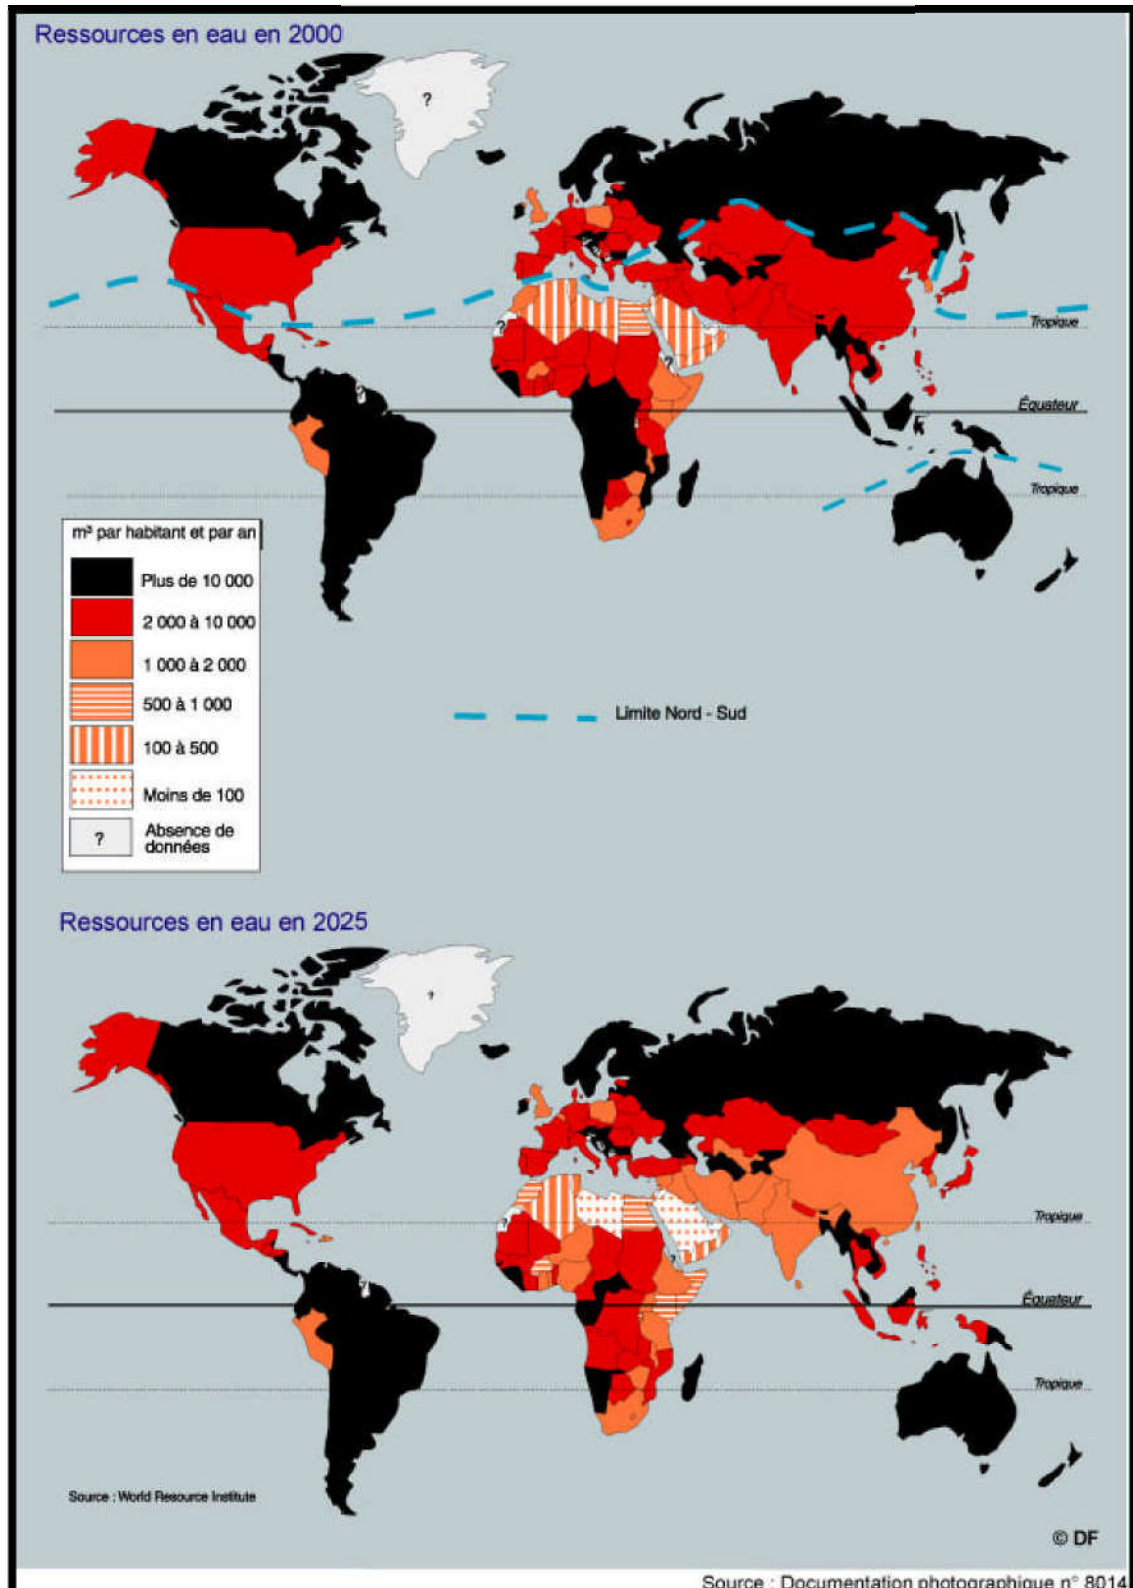 Ressources en eau en 2000
?
?
?
?
Tropique
Équateur
Tropique
m³ par habitant et par an
Plus de 10 000
2 000 à 10 000
1 000 à 2 000
500 à 1 000
100 à 500
Moins de 100
?
Absence de
données
Limite Nord - Sud
Ressources en eau en 2025
?
?
?
?
Tropique
Équateur
Tropique
Source : World Resource Institute
© DF
Source : Documentation photographique n° 8014